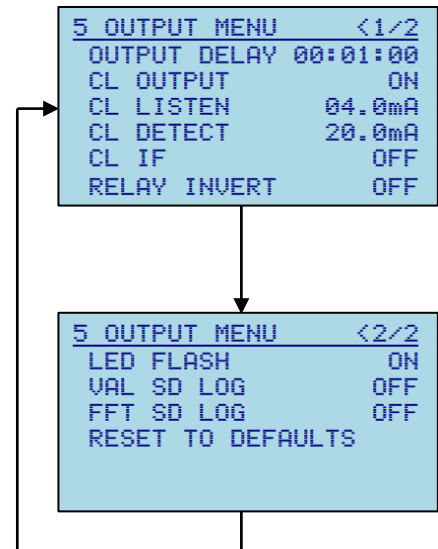 5 OUTPUT MENU <1/2
OUTPUT DELAY 00:01:00
CL OUTPUT ON
CL LISTEN 04.0mA
CL DETECT 20.0mA
CL IF OFF
RELAY INVERT OFF
5 OUTPUT MENU <2/2
LED FLASH ON
VAL SD LOG OFF
FFT SD LOG OFF
RESET TO DEFAULTS